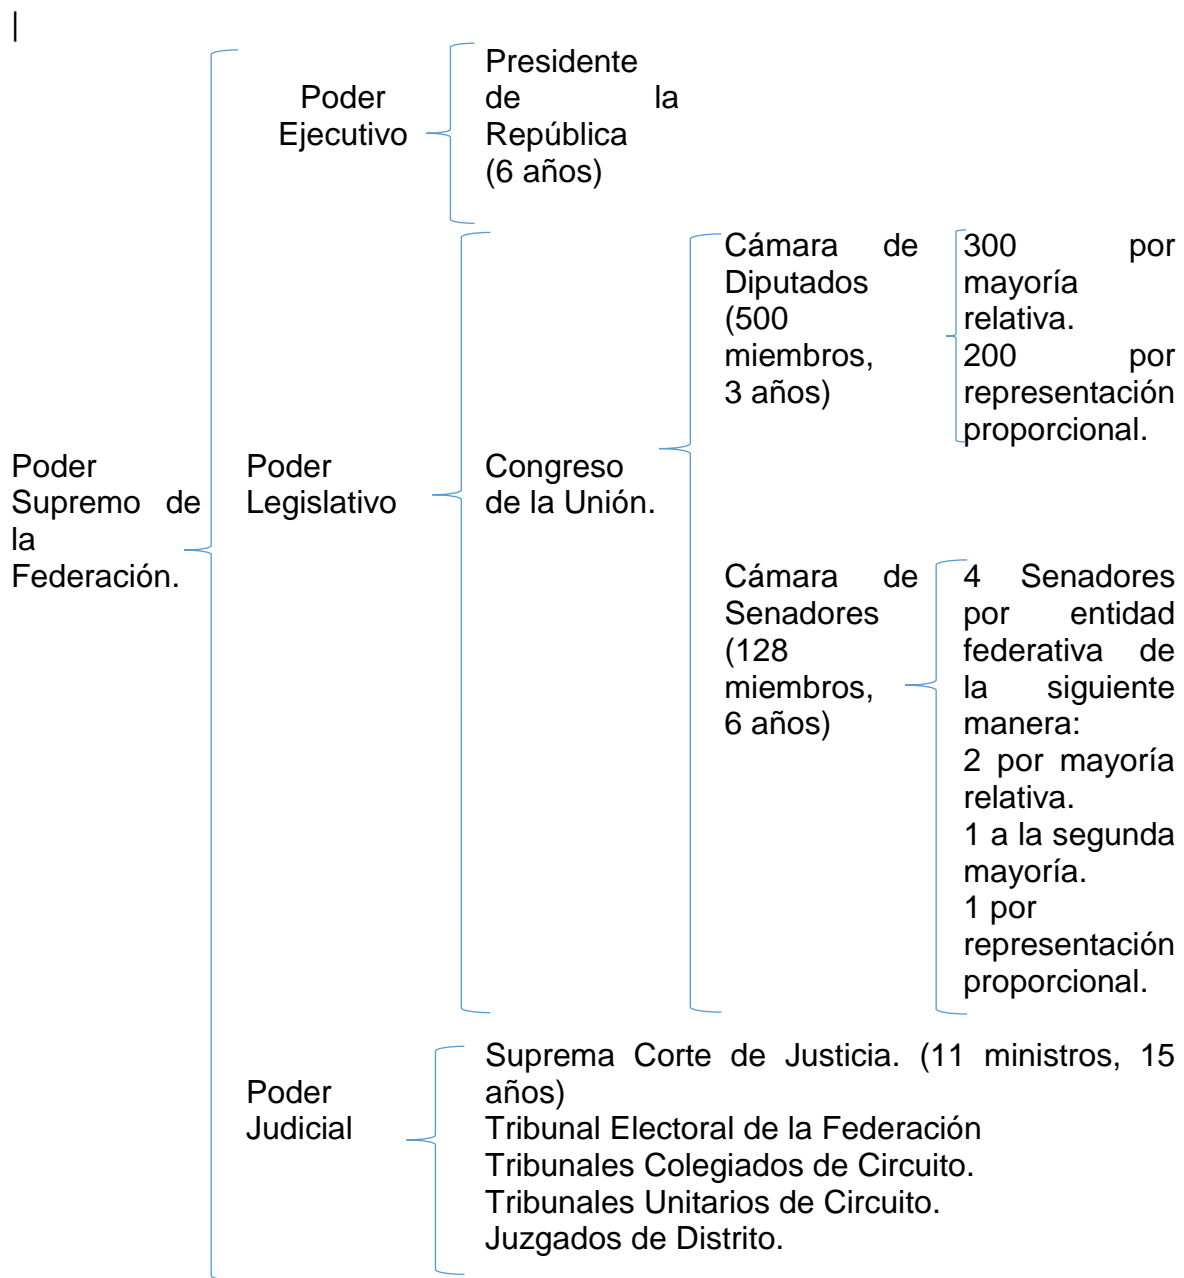 |
Poder
Supremo de
la
Federación.
Poder
Ejecutivo
Presidente
de la
República
(6 años)
Poder
Legislativo
Congreso
de la Unión.
Cámara de
Diputados
(500
miembros,
3 años)
300 por
mayoría
relativa.
200 por
representación
proporcional.
Cámara de
Senadores
(128
miembros,
6 años)
4 Senadores
por entidad
federativa de
la siguiente
manera:
2 por mayoría
relativa.
1 a la segunda
mayoría.
1 por
representación
proporcional.
Poder
Judicial
Suprema Corte de Justicia. (11 ministros, 15
años)
Tribunal Electoral de la Federación
Tribunales Colegiados de Circuito.
Tribunales Unitarios de Circuito.
Juzgados de Distrito.